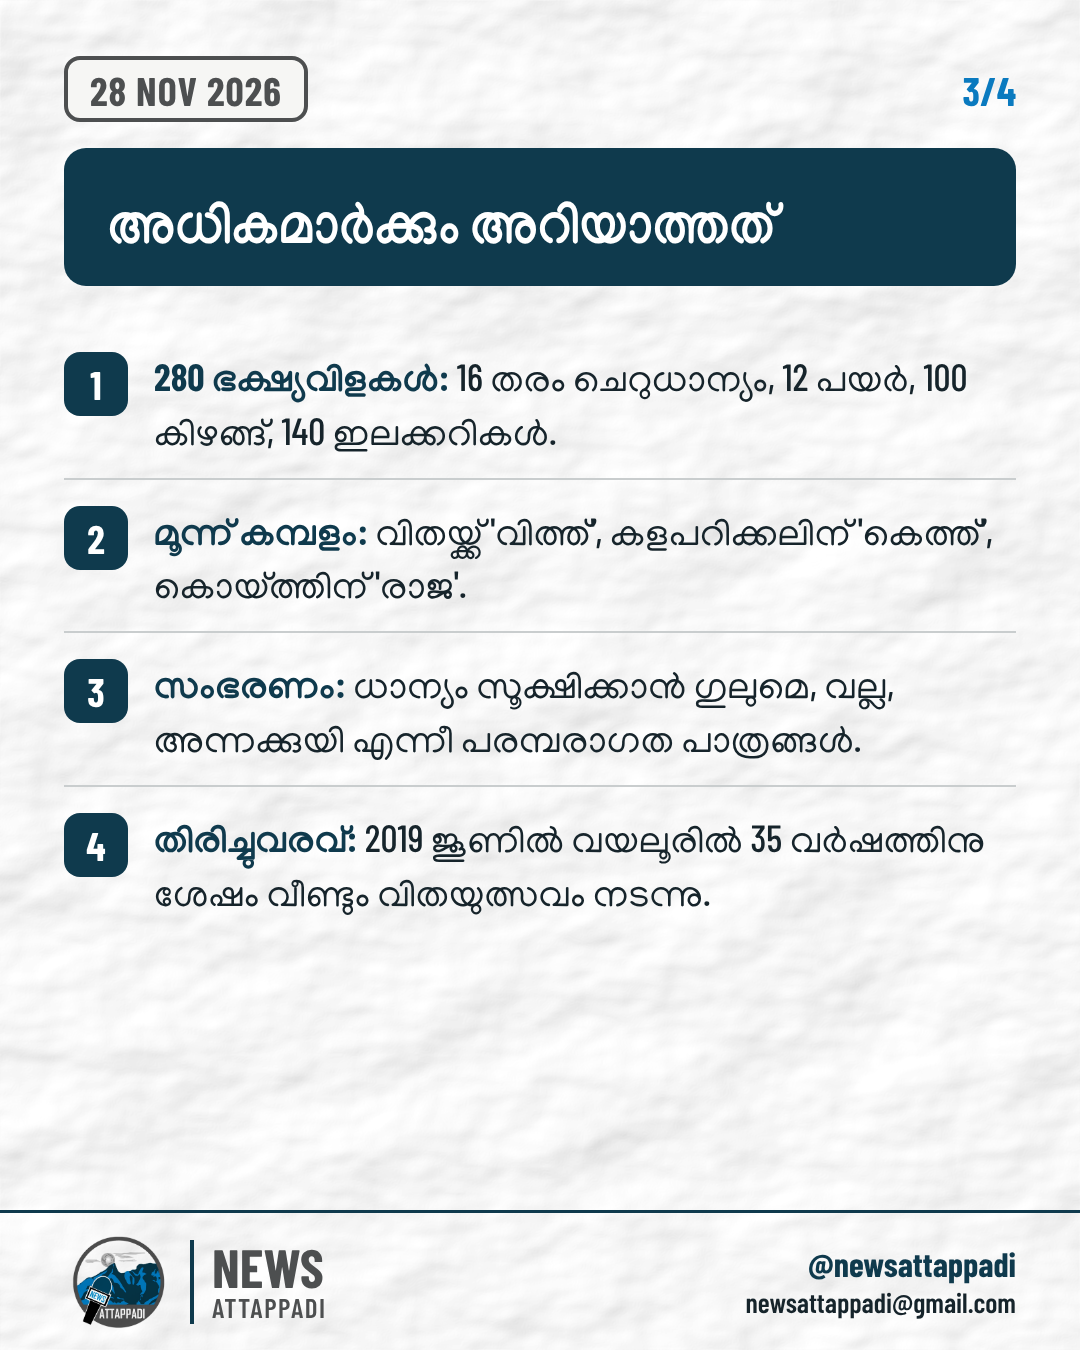 28 NOV 2026
3/4
അധികമാർക്കും അറിയാത്തത്
1
280 ഭക്ഷ്യവിളകൾ: 16 തരം ചെറുധാന്യം, 12 പയർ, 100
കിഴങ്ങ്, 140 ഇലക്കറികൾ.
2
മൂന്ന് കമ്പളം: വിതയ്ക്ക് 'വിത്ത്', കളപറിക്കലിന് 'കെത്ത്',
കൊയ്ത്തിന് 'രാജ'.
3
സംഭരണം: ധാന്യം സൂക്ഷിക്കാൻ ഗുലുമെ, വല്ല,
അന്നക്കുയി എന്നീ പരമ്പരാഗത പാത്രങ്ങൾ.
4
തിരിച്ചുവരവ്: 2019 ജൂണിൽ വയലൂരിൽ 35 വർഷത്തിനു
ശേഷം വീണ്ടും വിതയുത്സവം നടന്നു.
NEWS
ATTAPPADI
NEWS
ATTAPPADI
@newsattappadi
newsattappadi@gmail.com